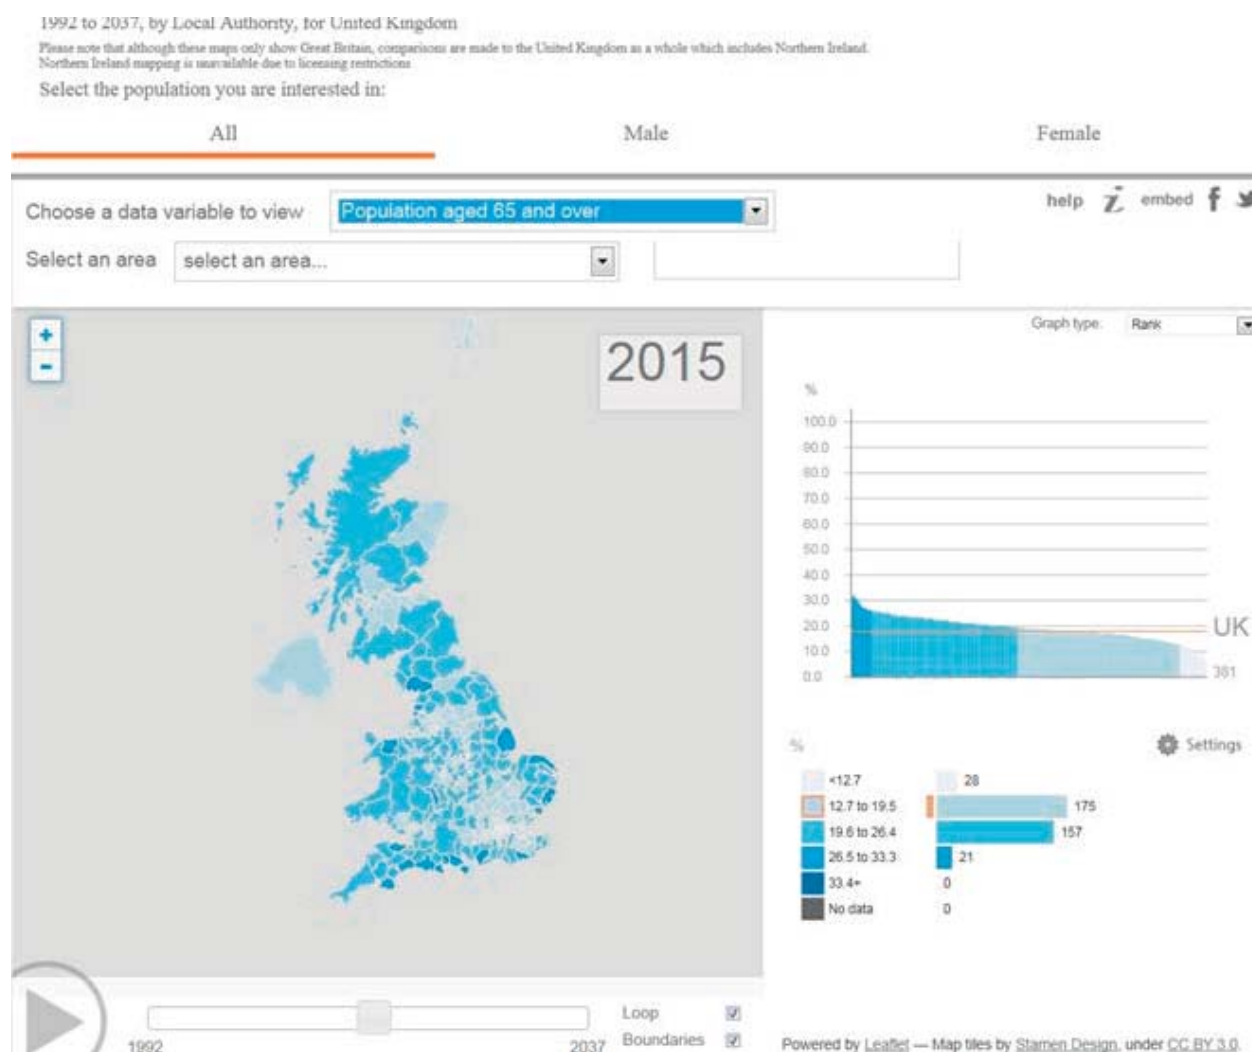 1992 to 2037, by Local Authority, for United Kingdom
Please note that although these maps only show Great Britain, comparisons are made to the United Kingdom as a whole which includes Northern Ireland.
Northern Ireland mapping is unavailable due to licensing restrictions
Select the population you are interested in:
All Male Female
Choose a data variable to view Population aged 65 and over help i embed f
Select an area select an area...
+
-
2015
Graph type: Rank
%
100.0
90.0
80.0
70.0
60.0
50.0
40.0
30.0
20.0 UK
10.0
0.0 361
% Settings
<12.7 28
12.7 to 19.5 175
19.6 to 26.4 157
26.5 to 33.3 21
33.4+ 0
No data 0
Loop
1992 2037 Boundaries
Powered by Leaflet — Map tiles by Stamen Design, under CC BY 3.0.